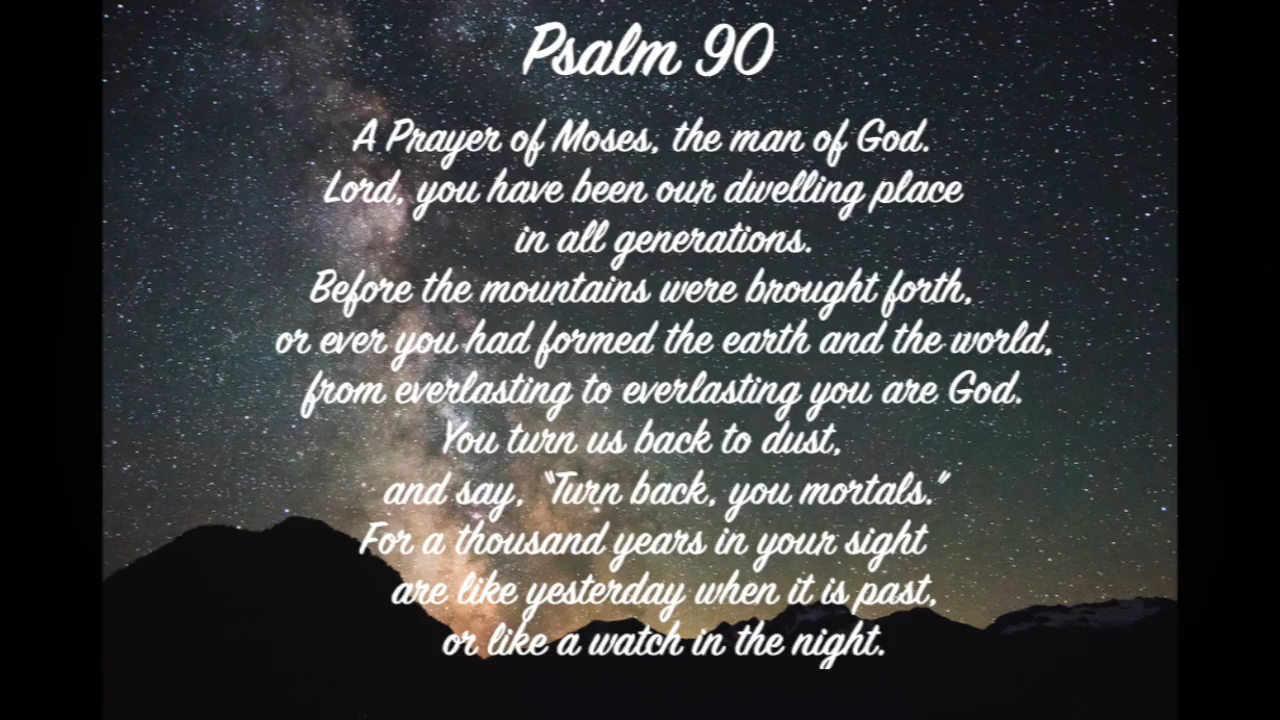 Psalm 90
A Prayer of Moses, the man of God.
Lord, you have been our dwelling place
in all generations.
Before the mountains were brought forth,
or ever you had formed the earth and the world,
from everlasting to everlasting you are God.
You turn us back to dust,
and say, “Turn back, you mortals.”
For a thousand years in your sight
are like yesterday when it is past,
or like a watch in the night.